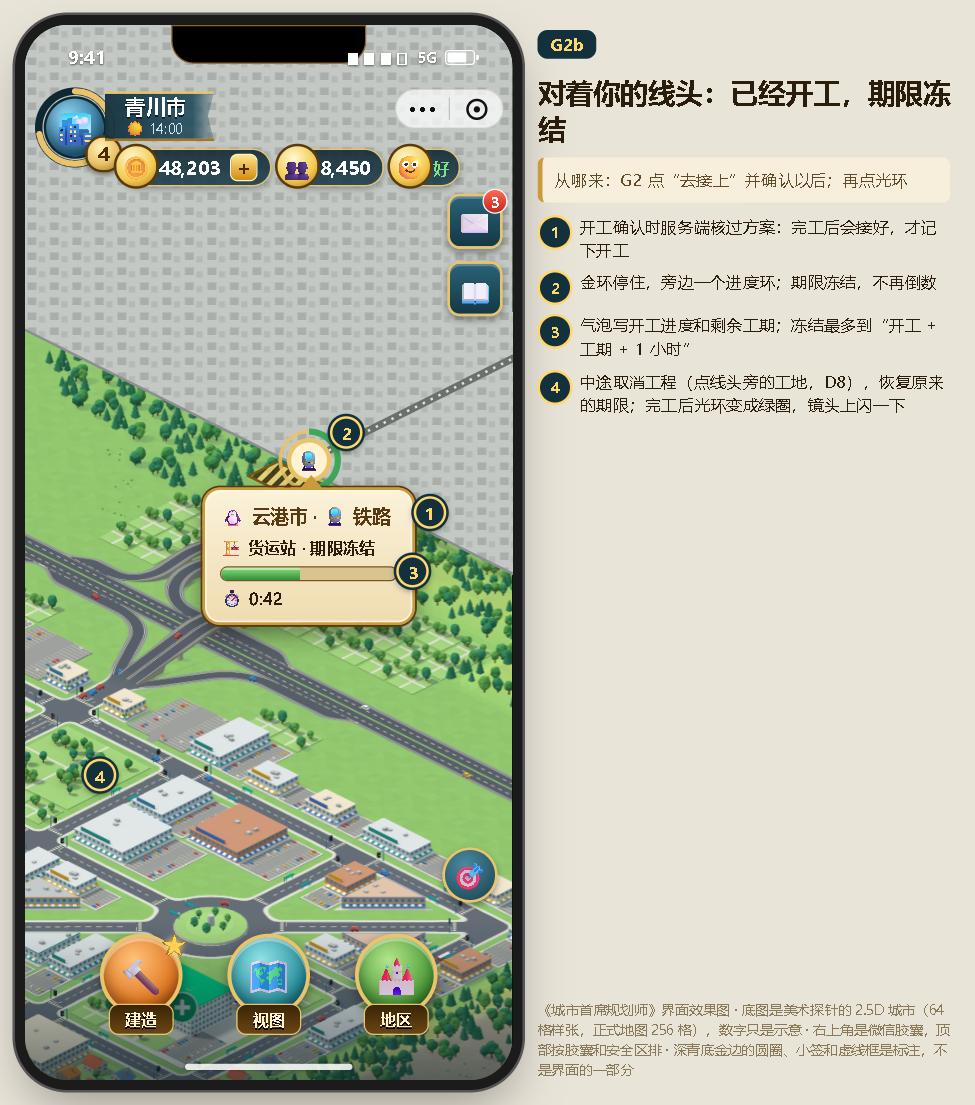 9:41
5G
青川市
14:00
4
48,203
+
8,450
好
3
2
云港市 · 铁路
1
货运站 · 期限冻结
3
0:42
4
建造
视图
地区
G2b
对着你的线头：已经开工，期限冻
结
从哪来：G2 点“去接上”并确认以后；再点光环
1
开工确认时服务端核过方案：完工后会接好，才记
下开工
2
金环停住，旁边一个进度环；期限冻结，不再倒数
3
气泡写开工进度和剩余工期；冻结最多到“开工 +
工期 + 1 小时”
4
中途取消工程（点线头旁的工地，D8），恢复原来
的期限；完工后光环变成绿圈，镜头上闪一下
《城市首席规划师》界面效果图 · 底图是美术探针的 2.5D 城市（64
格样张，正式地图 256 格），数字只是示意 · 右上角是微信胶囊，顶
部按胶囊和安全区排 · 深青底金边的圆圈、小签和虚线框是标注，不
是界面的一部分